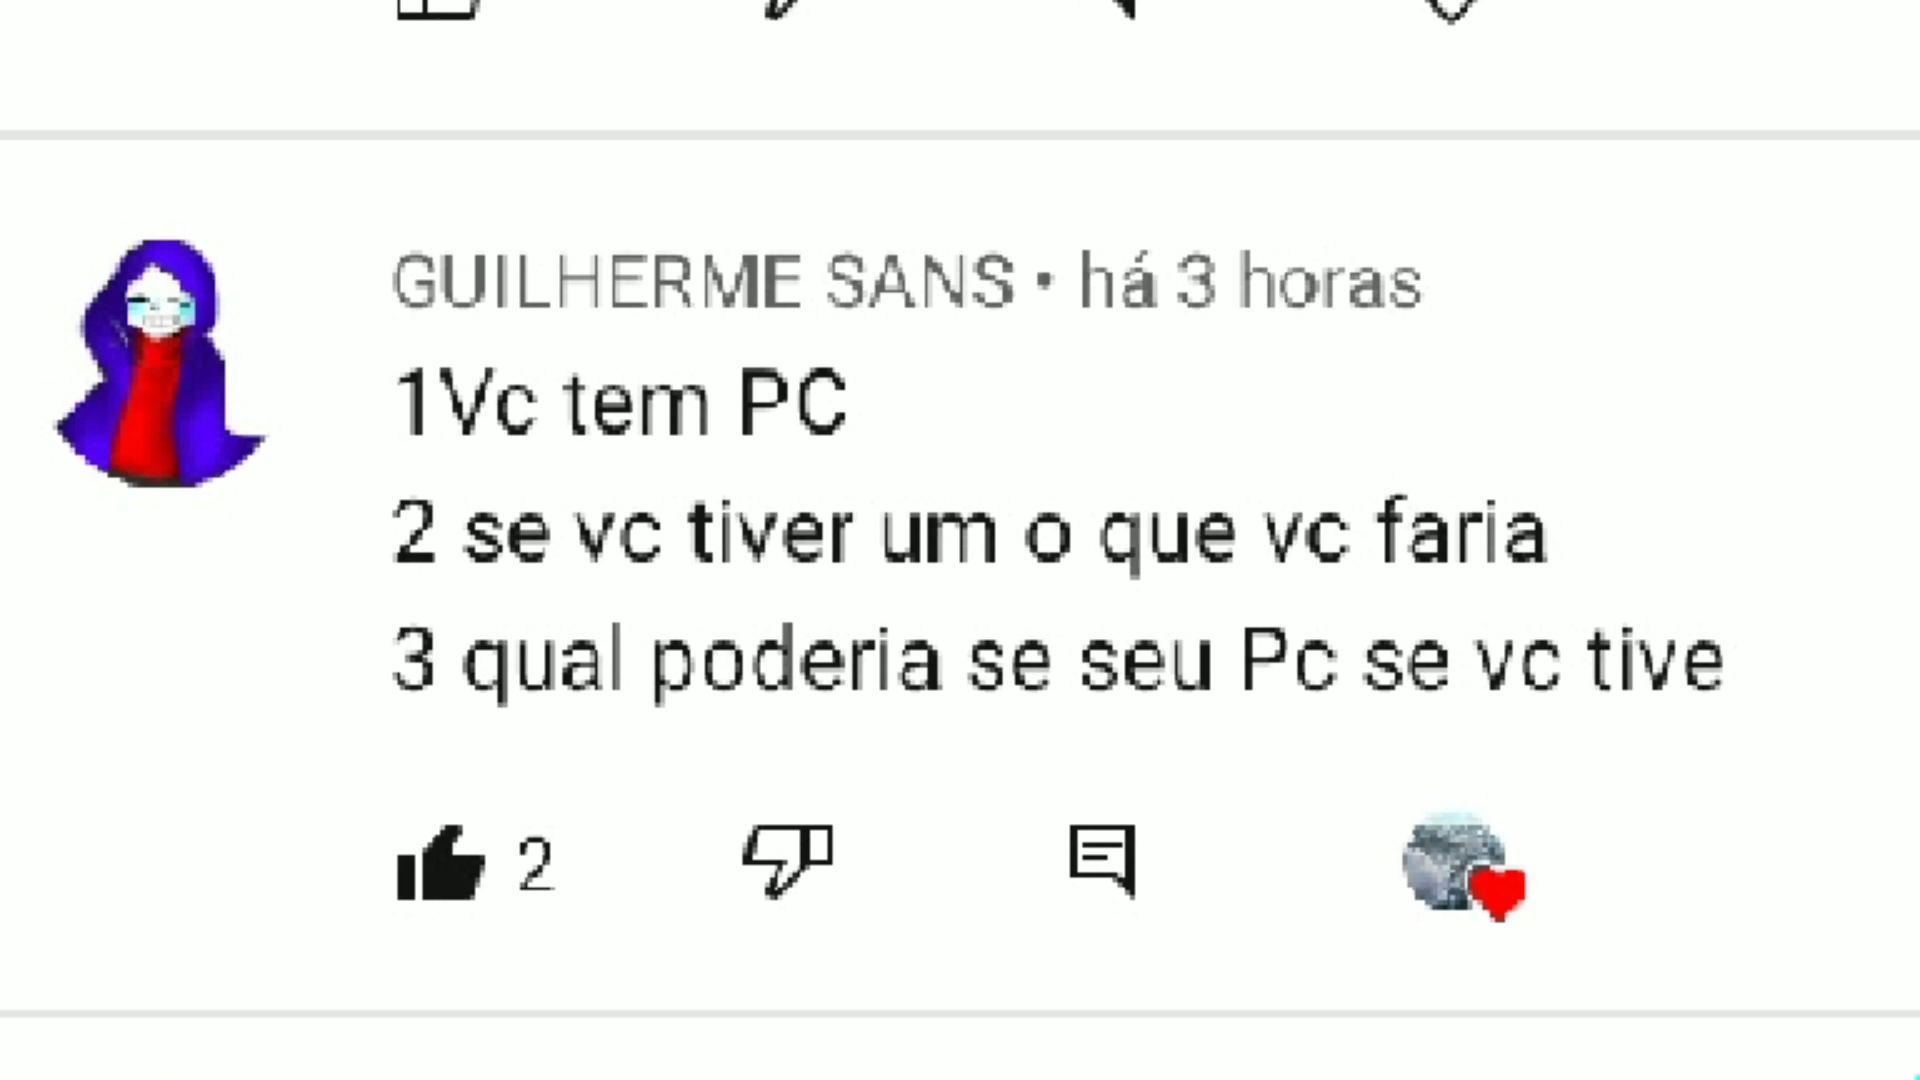 GUILHERME SANS • há 3 horas
1Vc tem PC
2 se vc tiver um o que vc faria
3 qual poderia se seu Pc se vc tive
2